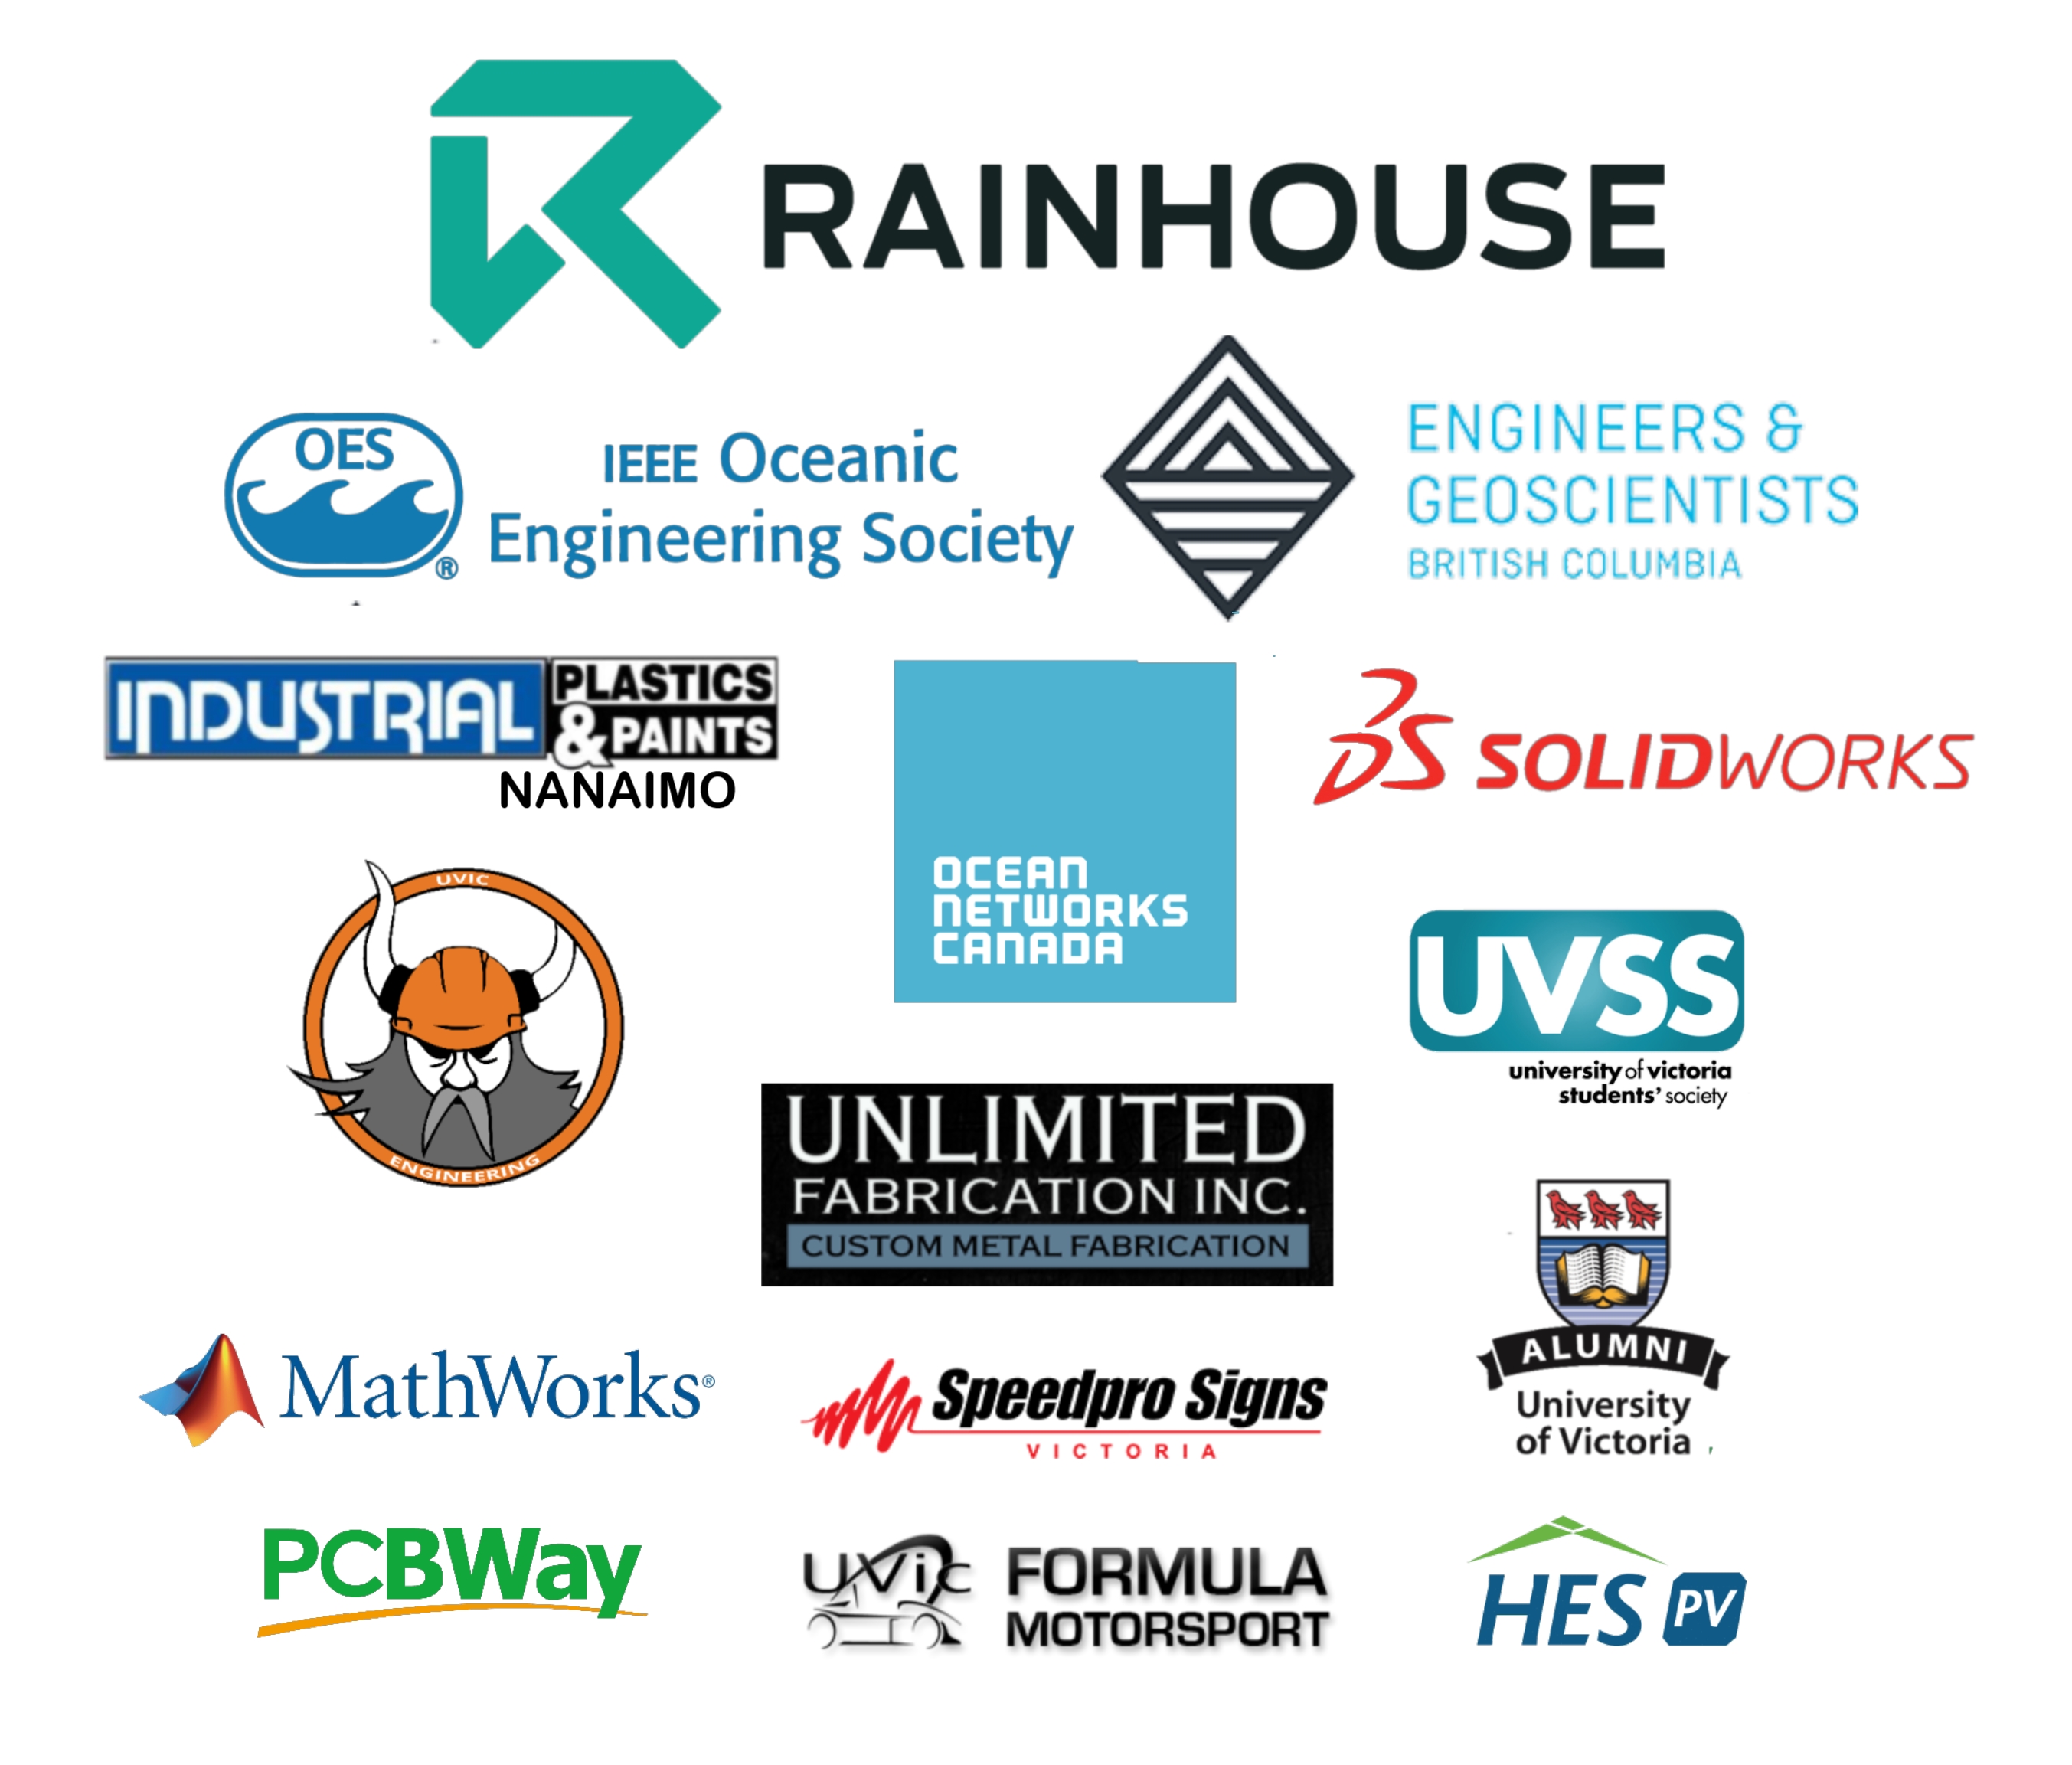 RAINHOUSE
OES
®
IEEE Oceanic
Engineering Society
ENGINEERS &
GEOSCIENTISTS
BRITISH COLUMBIA
INDUSTRIAL
PLASTICS
& PAINTS
NANAIMO
OCEAN
NETWORKS
CANADA
DS SOLIDWORKS
UVIC
ENGINEERING
UVSS
university of victoria
students' society
UNLIMITED
FABRICATION INC.
CUSTOM METAL FABRICATION
ALUMNI
University
of Victoria
MathWorks®
Speedpro Signs
VICTORIA
PCBWay
UVic
FORMULA
MOTORSPORT
HES PV